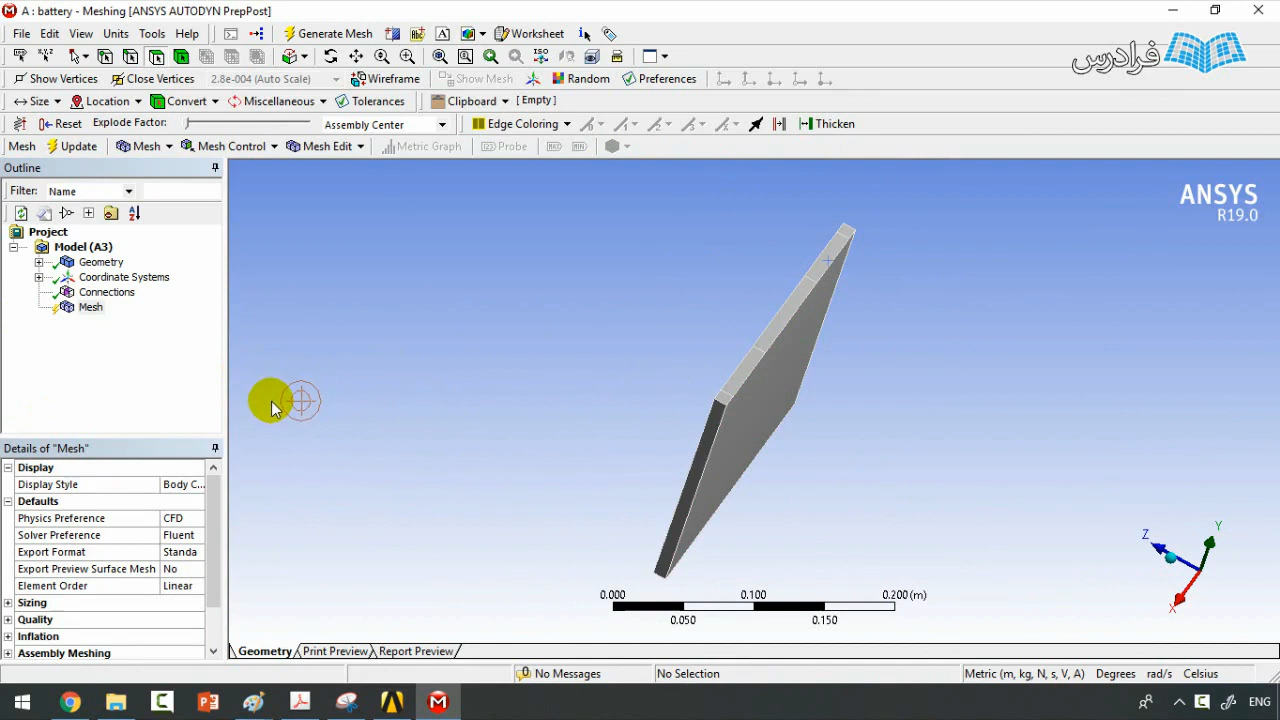 A : battery - Meshing [ANSYS AUTODYN PrepPost]
File Edit View Units Tools Help Generate Mesh Worksheet
Show Vertices Close Vertices 2.8e-004 (Auto Scale) Wireframe Show Mesh Random Preferences
Size Location Convert Miscellaneous Tolerances Clipboard [ Empty ]
Reset Explode Factor: Assembly Center Edge Coloring Thicken
Mesh Update Mesh Mesh Control Mesh Edit Metric Graph Probe
فرادرس
Outline
Filter: Name
Project
Model (A3)
Geometry
Coordinate Systems
Connections
Mesh
ANSYS
R19.0
Details of "Mesh"
Display
Display Style Body C...
Defaults
Physics Preference CFD
Solver Preference Fluent
Export Format Standa
Export Preview Surface Mesh No
Element Order Linear
Sizing
Quality
Inflation
Assembly Meshing
0.000 0.100 0.200 (m)
0.050 0.150
Z Y X
Geometry Print Preview Report Preview
No Messages No Selection Metric (m, kg, N, s, V, A) Degrees rad/s Celsius
ENG